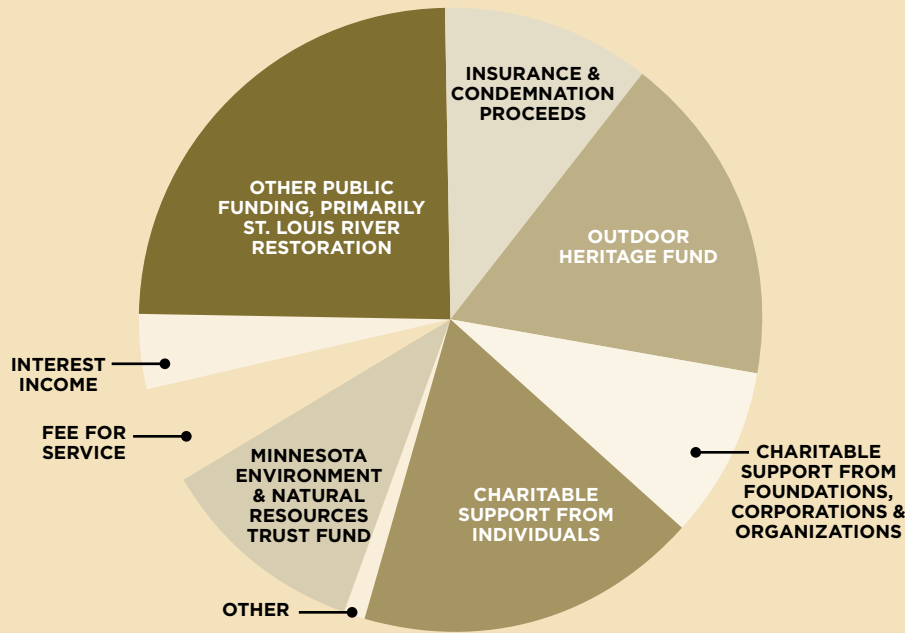 INSURANCE &
CONDEMNATION
PROCEEDS
OTHER PUBLIC
FUNDING, PRIMARILY
ST. LOUIS RIVER
RESTORATION
OUTDOOR
HERITAGE FUND
INTEREST
INCOME
FEE FOR
SERVICE
MINNESOTA
ENVIRONMENT
& NATURAL
RESOURCES
TRUST FUND
CHARITABLE
SUPPORT FROM
INDIVIDUALS
CHARITABLE
SUPPORT FROM
FOUNDATIONS,
CORPORATIONS &
ORGANIZATIONS
OTHER